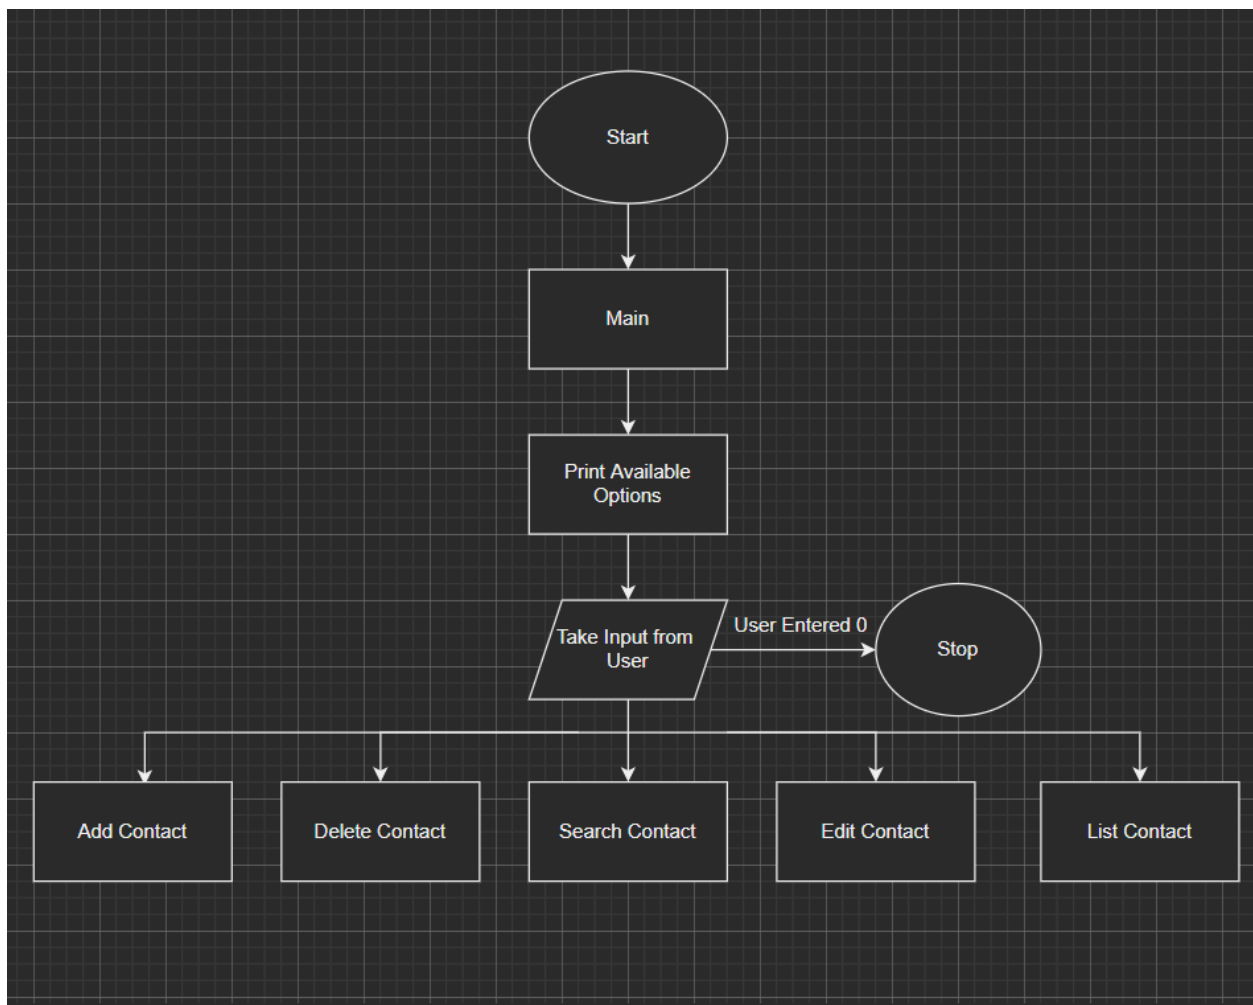 Start
Main
Print Available
Options
Take Input from
User
User Entered 0
Stop
Add Contact
Delete Contact
Search Contact
Edit Contact
List Contact